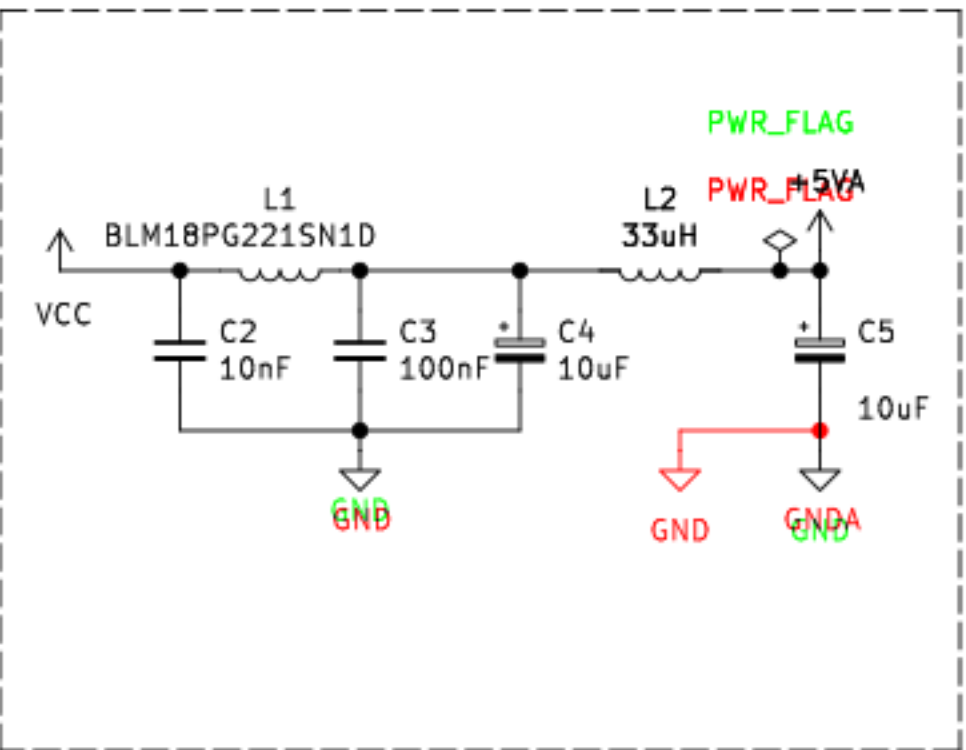 PWR_FLAG
PWR_FLAG
+5VA
L1
BLM18PG221SN1D
L2
33uH
VCC
C2
10nF
C3
100nF
+
C4
10uF
+
C5
10uF
GND
GND
GND
GNDA
GND